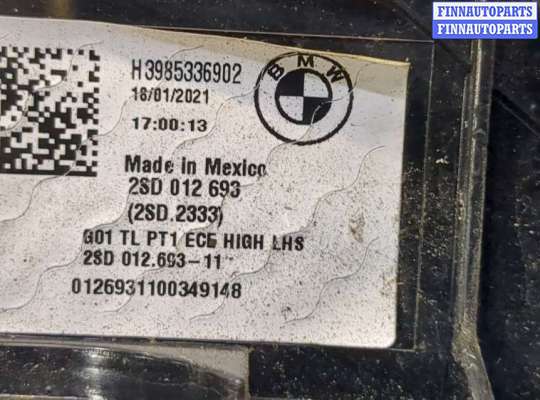 FINNAUTOPARTS
FINNAUTOPARTS
H3985336902
18/01/2021
17:00:13
BMW
Made in Mexico
2SD 012 693
(2SD.2333)
G01 TL PT1 ECE HIGH LHS
2SD 012.693-11
0126931100349148